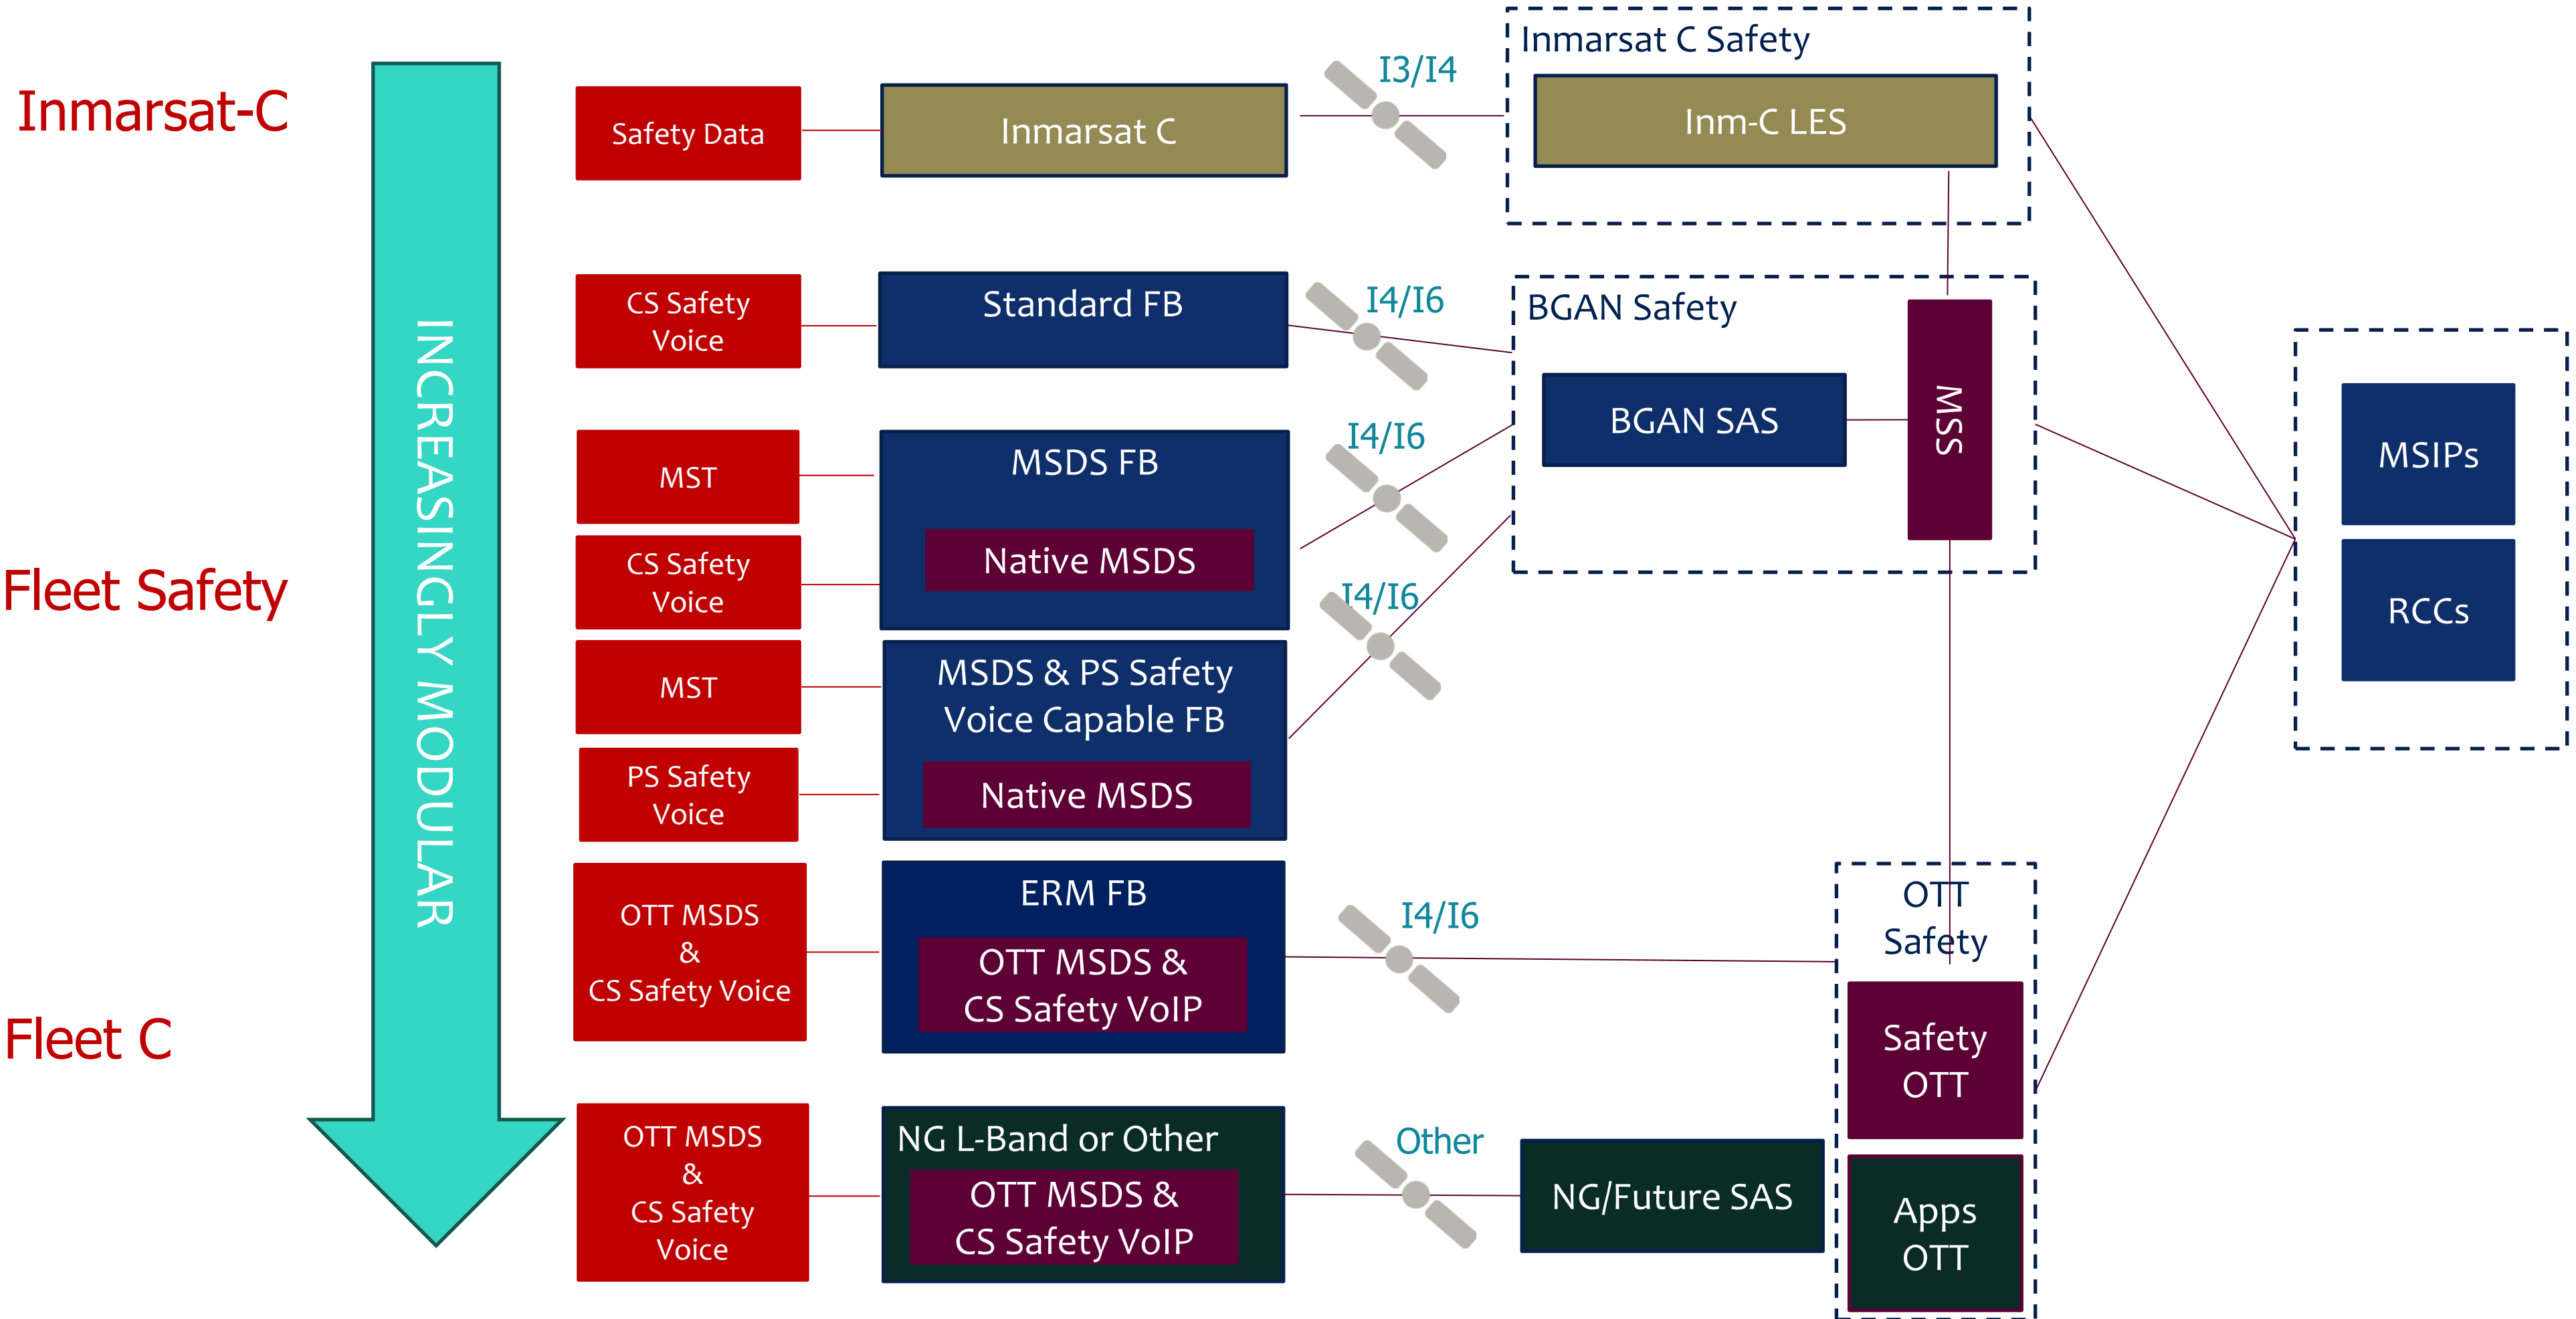 Inmarsat-C
Fleet Safety
Fleet C
INCREASINGLY MODULAR
Safety Data
Inmarsat C
I3/I4
Inmarsat C Safety
Inm-C LES
CS Safety
Voice
Standard FB
I4/I6
BGAN Safety
BGAN SAS
MSS
MST
CS Safety
Voice
MSDS FB
Native MSDS
I4/I6
MST
PS Safety
Voice
MSDS & PS Safety
Voice Capable FB
Native MSDS
I4/I6
OTT MSDS
&
CS Safety Voice
ERM FB
OTT MSDS &
CS Safety VoIP
I4/I6
OTT
Safety
Safety
OTT
Apps
OTT
OTT MSDS
&
CS Safety
Voice
NG L-Band or Other
OTT MSDS &
CS Safety VoIP
Other
NG/Future SAS
MSIPs
RCCs